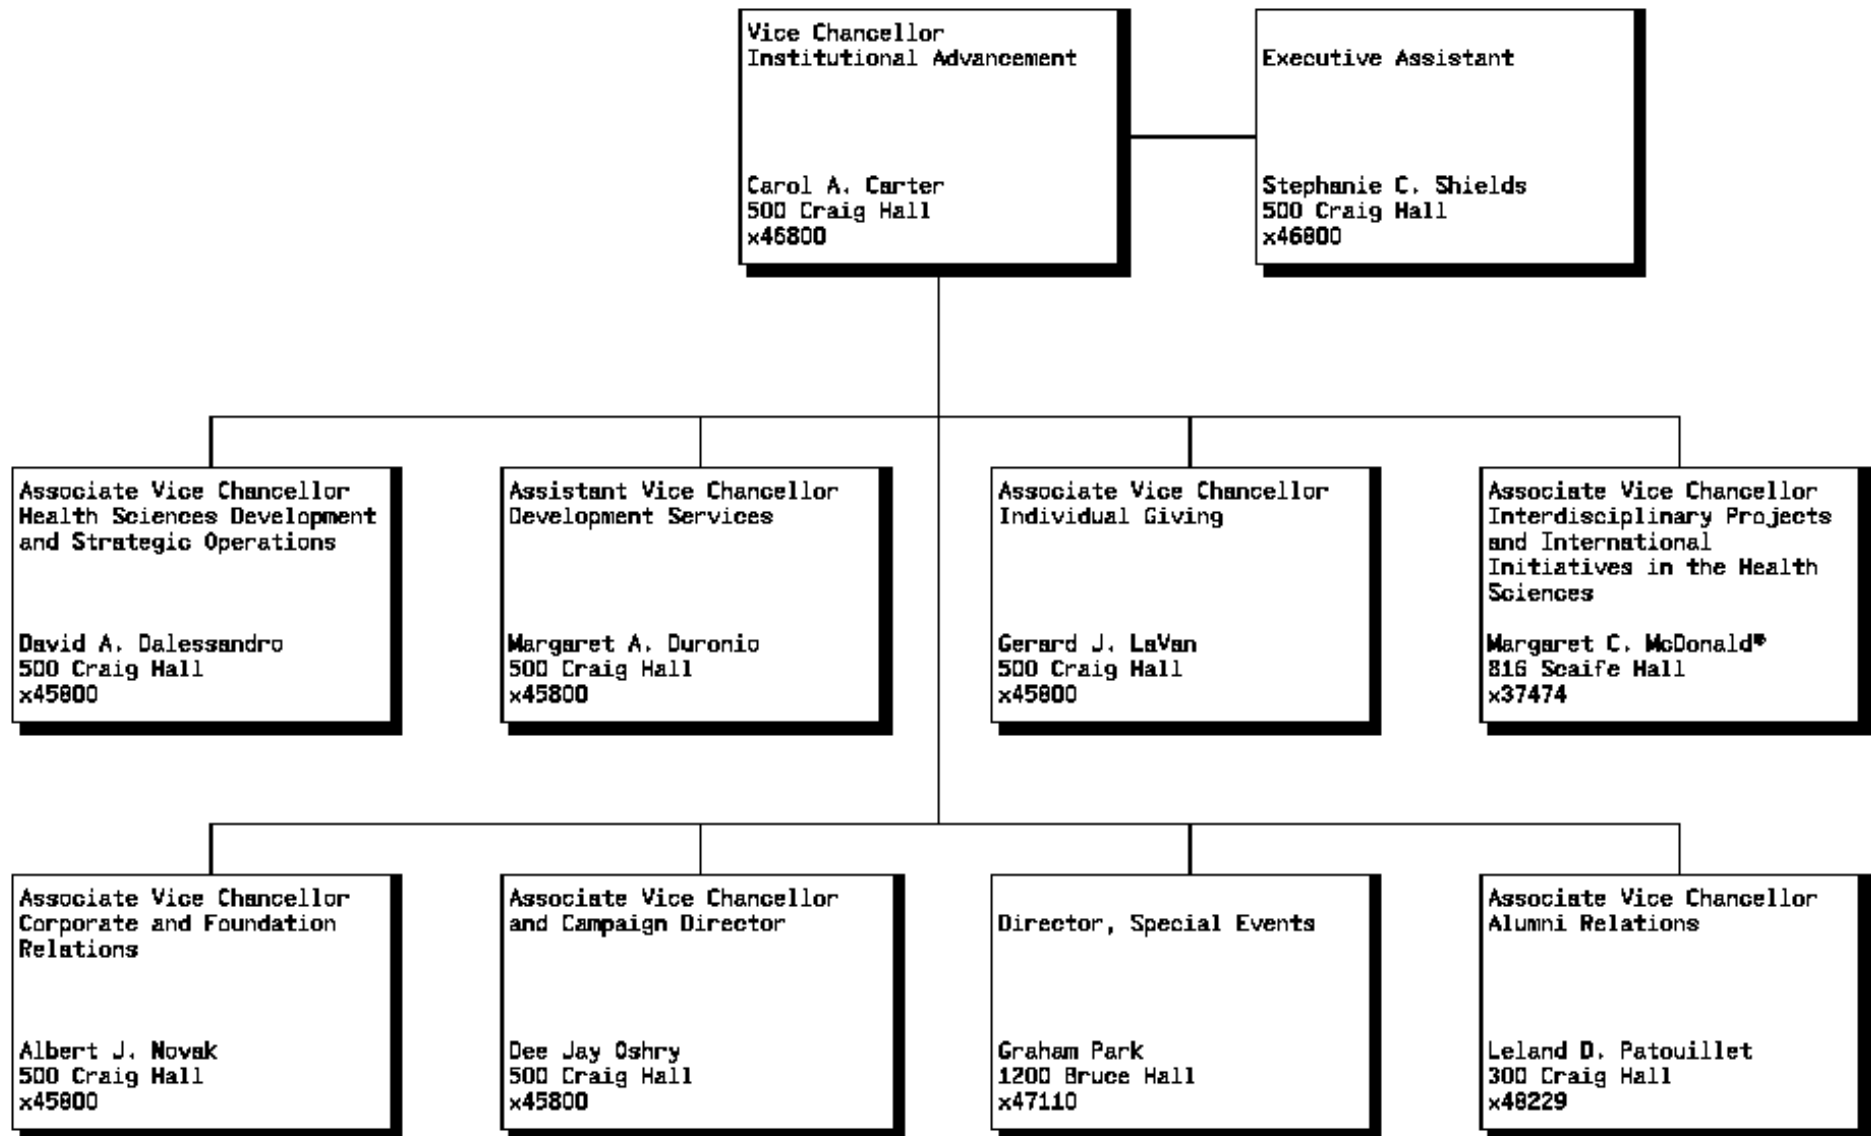 Vice Chancellor
Institutional Advancement
Carol A. Carter
500 Craig Hall
x46800
Executive Assistant
Stephanie C. Shields
500 Craig Hall
x46800
Associate Vice Chancellor
Health Sciences Development
and Strategic Operations
David A. Dalessandro
500 Craig Hall
x45800
Assistant Vice Chancellor
Development Services
Margaret A. Duronio
500 Craig Hall
x45800
Associate Vice Chancellor
Individual Giving
Gerard J. LaVan
500 Craig Hall
x45800
Associate Vice Chancellor
Interdisciplinary Projects
and International
Initiatives in the Health
Sciences
Margaret C. McDonald*
816 Scaife Hall
x37474
Associate Vice Chancellor
Corporate and Foundation
Relations
Albert J. Novak
500 Craig Hall
x45800
Associate Vice Chancellor
and Campaign Director
Dee Jay Oshry
500 Craig Hall
x45800
Director, Special Events
Graham Park
1200 Bruce Hall
x47110
Associate Vice Chancellor
Alumni Relations
Leland D. Patouillet
300 Craig Hall
x48229